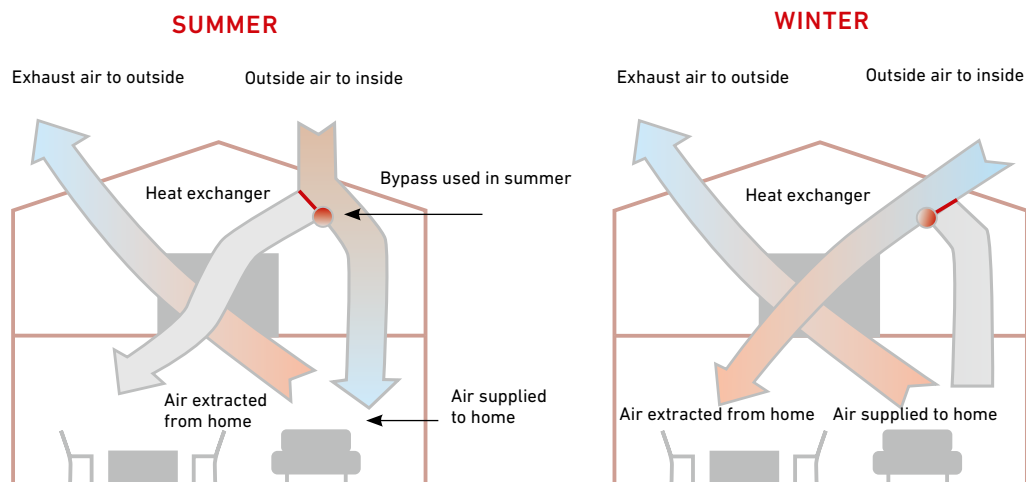 SUMMER
Exhaust air to outside
Outside air to inside
Heat exchanger
Bypass used in summer
Air extracted
from home
Air supplied
to home
WINTER
Exhaust air to outside
Outside air to inside
Heat exchanger
Air extracted from home
Air supplied to home